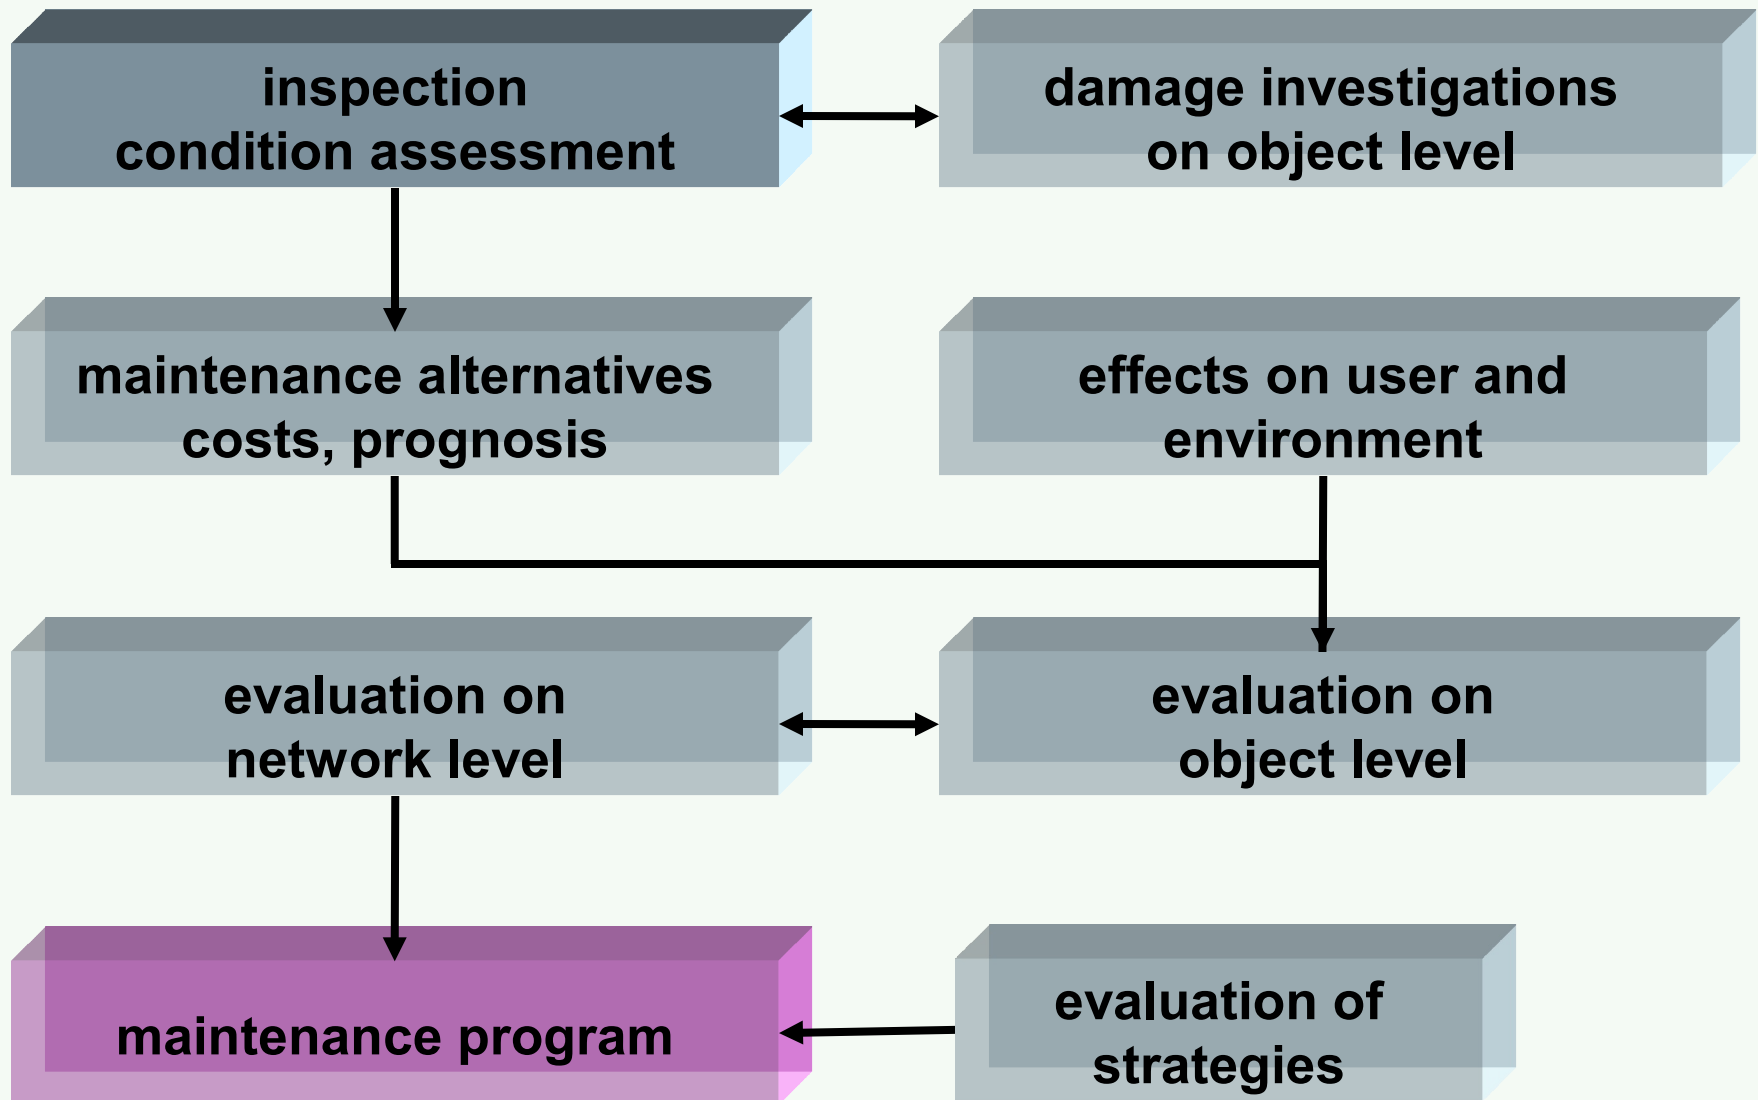 inspection
condition assessment
damage investigations
on object level
maintenance alternatives
costs, prognosis
effects on user and
environment
evaluation on
network level
evaluation on
object level
maintenance program
evaluation of
strategies